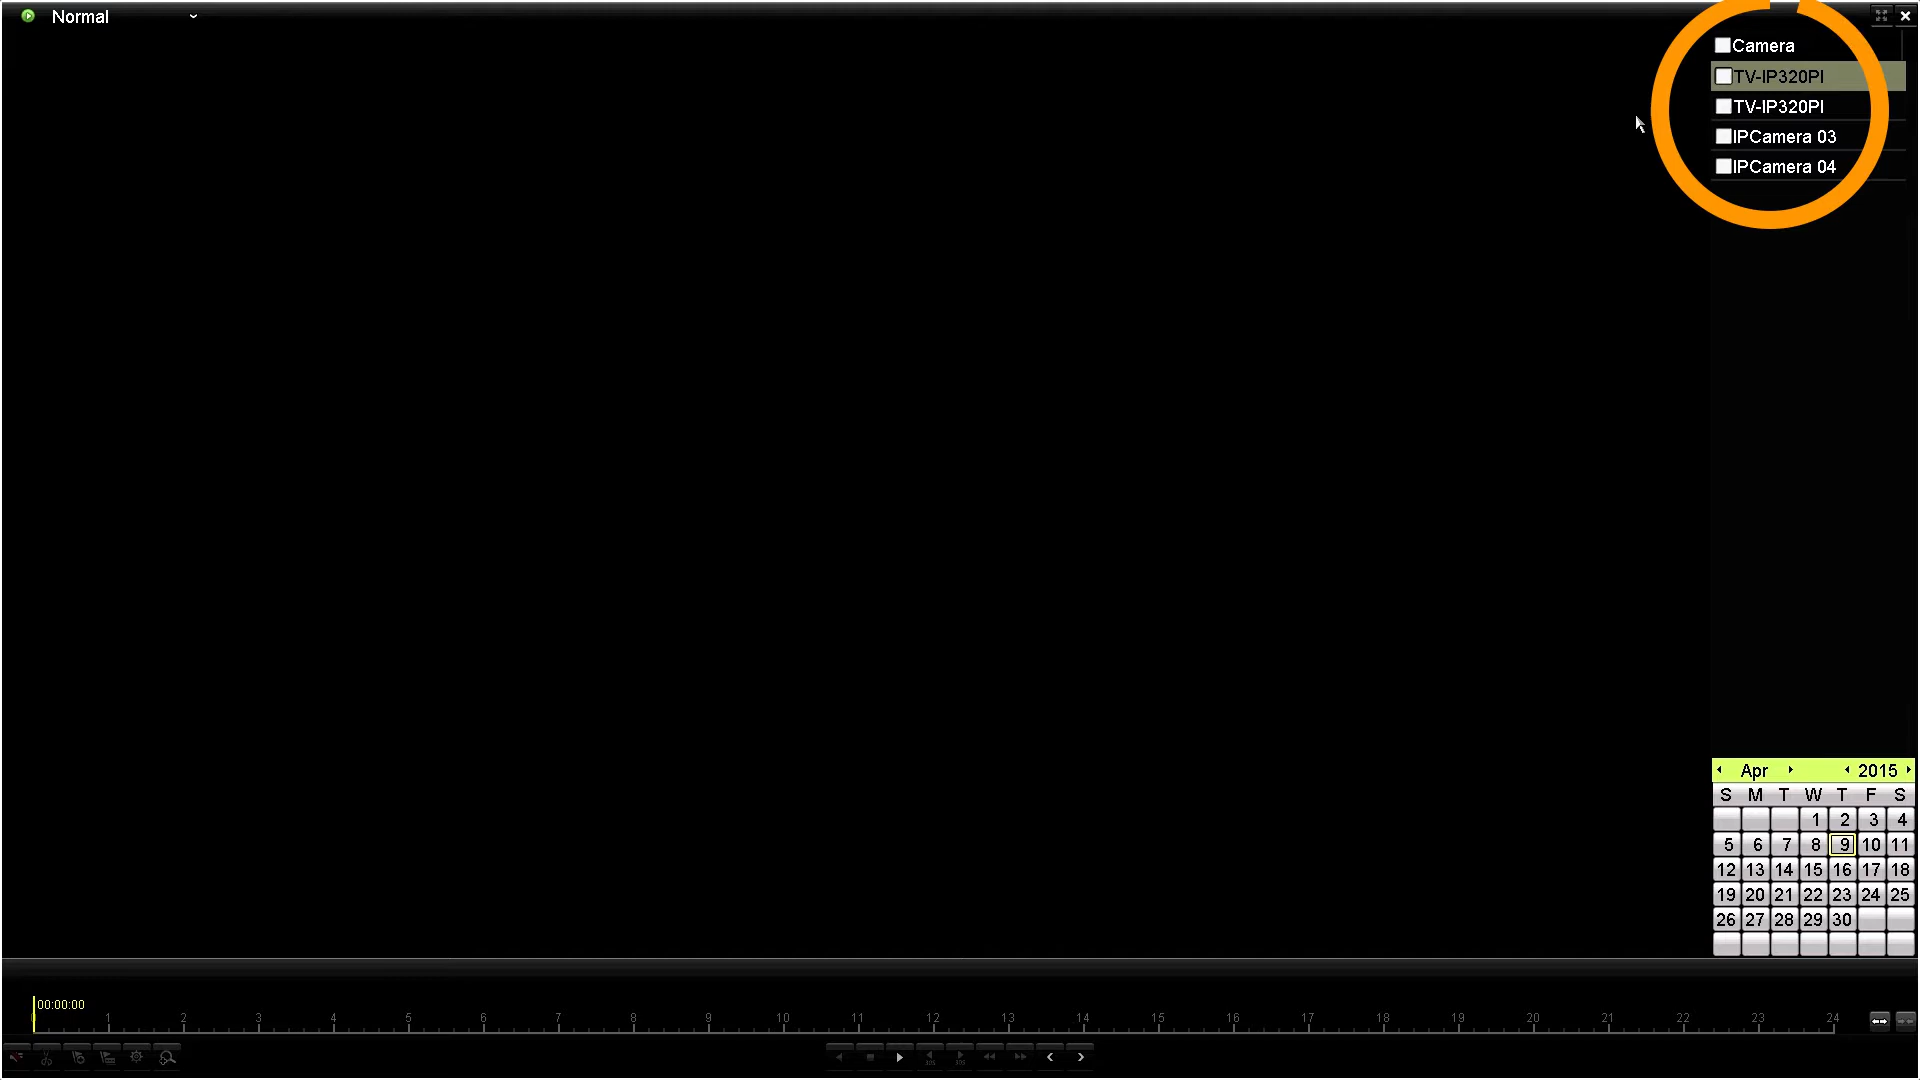 Normal
Camera
TV-IP320PI
TV-IP320PI
IPCamera 03
IPCamera 04
Apr 2015
S M T W T F S
1 2 3 4
5 6 7 8 9 10 11
12 13 14 15 16 17 18
19 20 21 22 23 24 25
26 27 28 29 30
00:00:00
1 2 3 4 5 6 7 8 9 10 11 12 13 14 15 16 17 18 19 20 21 22 23 24